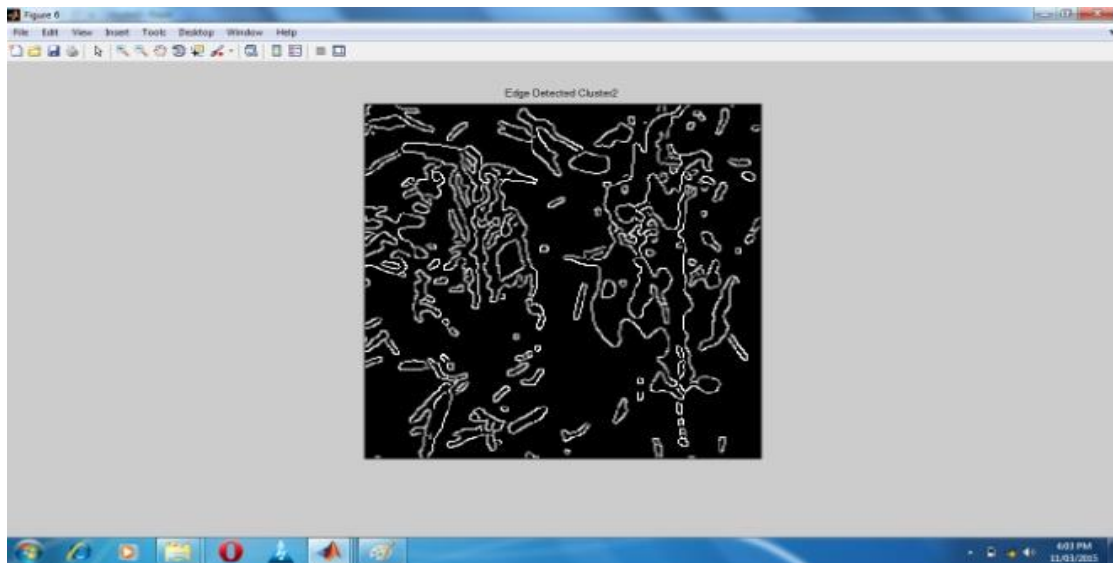 Figure 6
File Edit View Insert Tools Desktop Window Help
Edge Detected Cluster2
4:03 PM
11/03/2015